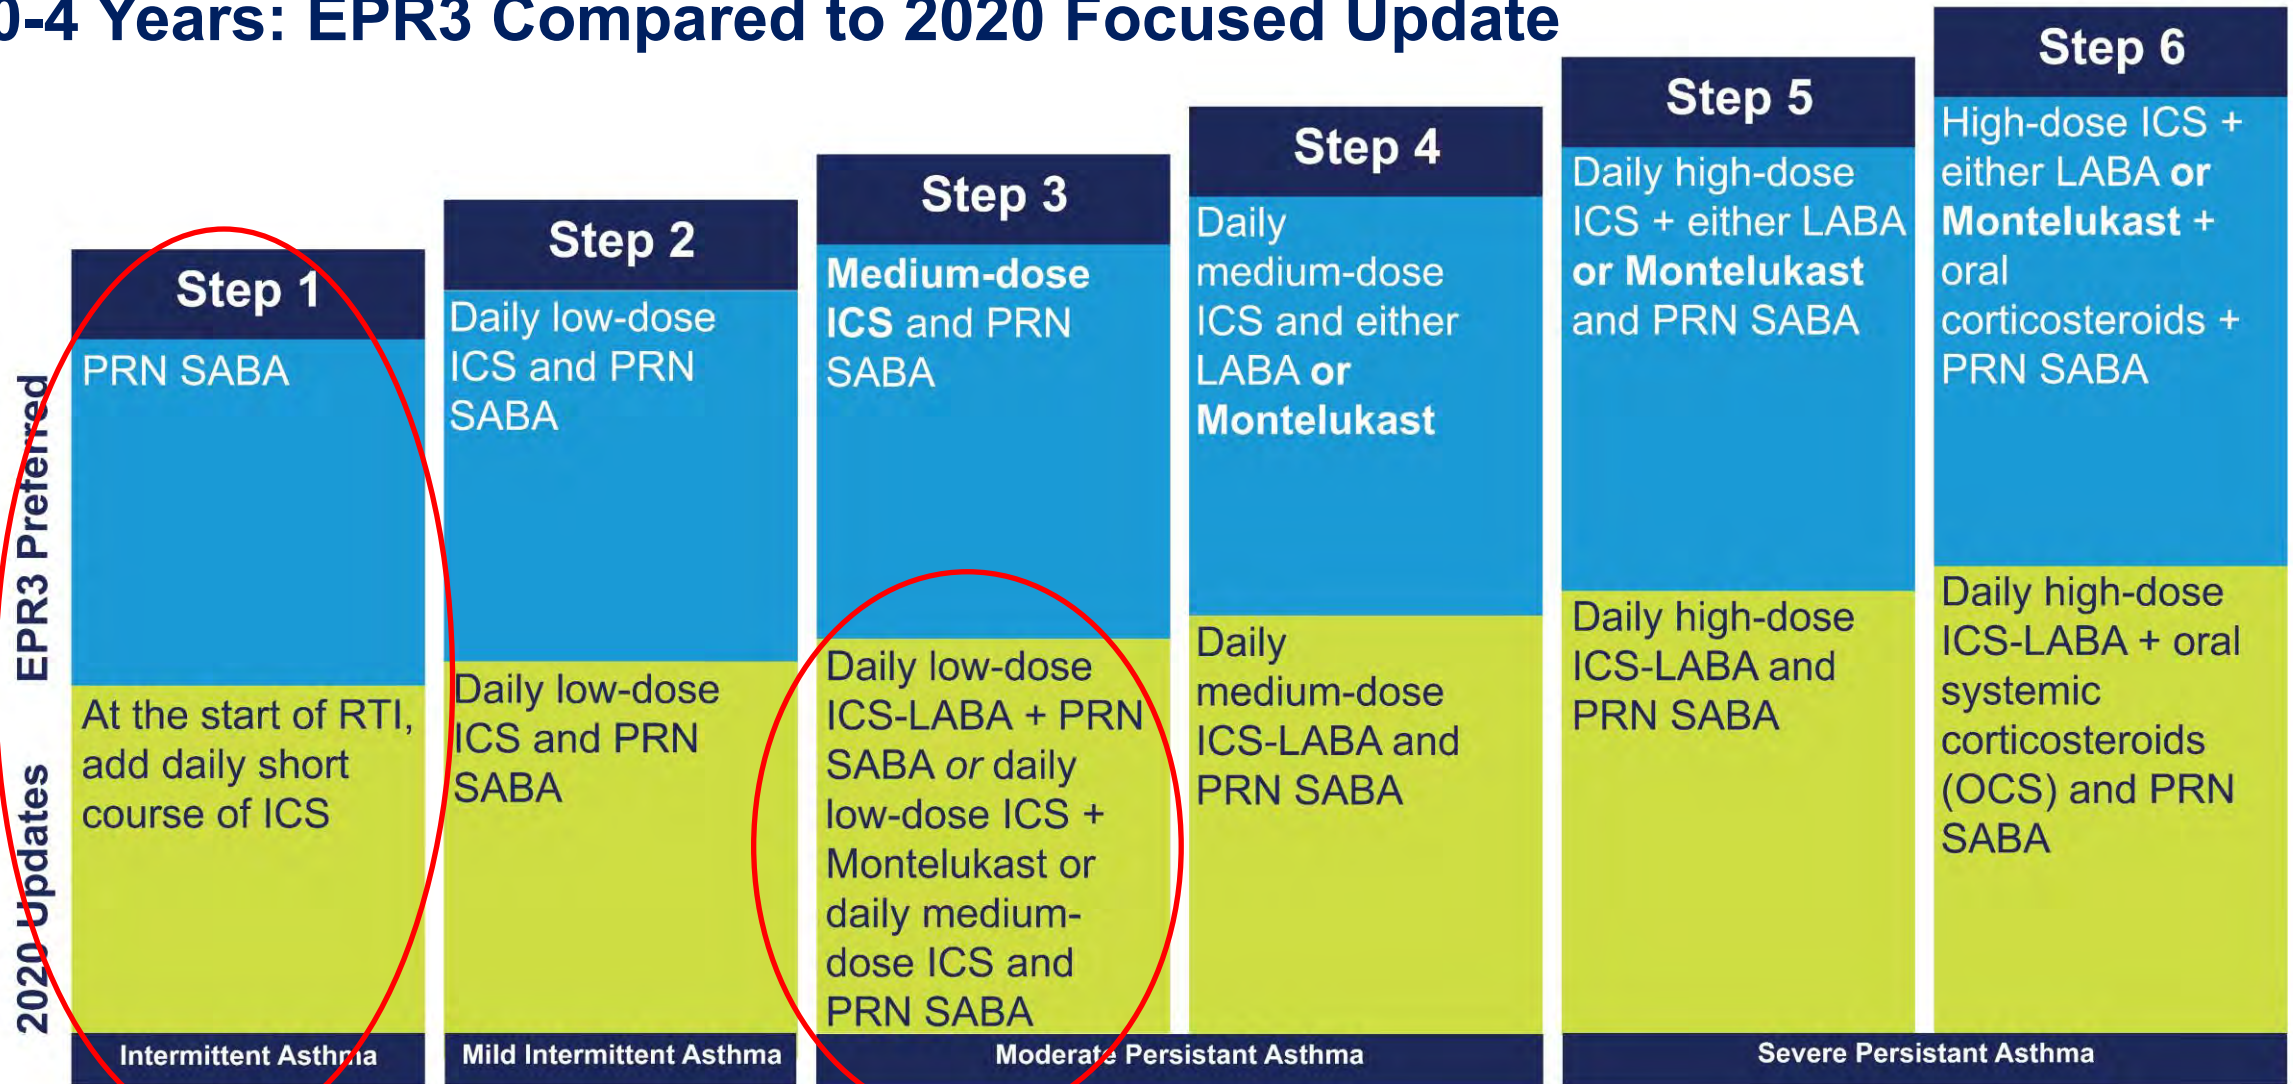 0-4 Years: EPR3 Compared to 2020 Focused Update
EPR3 Preferred
2020 Updates
Step 1
PRN SABA
At the start of RTI,
add daily short
course of ICS
Intermittent Asthma
Step 2
Daily low-dose
ICS and PRN
SABA
Daily low-dose
ICS and PRN
SABA
Mild Intermittent Asthma
Step 3
Medium-dose
ICS and PRN
SABA
Daily low-dose
ICS-LABA + PRN
SABA or daily
low-dose ICS +
Montelukast or
daily medium-
dose ICS and
PRN SABA
Step 4
Daily
medium-dose
ICS and either
LABA or
Montelukast
Daily
medium-dose
ICS-LABA and
PRN SABA
Moderate Persistant Asthma
Step 5
Daily high-dose
ICS + either LABA
or Montelukast
and PRN SABA
Daily high-dose
ICS-LABA and
PRN SABA
Step 6
High-dose ICS +
either LABA or
Montelukast +
oral
corticosteroids +
PRN SABA
Daily high-dose
ICS-LABA + oral
systemic
corticosteroids
(OCS) and PRN
SABA
Severe Persistant Asthma